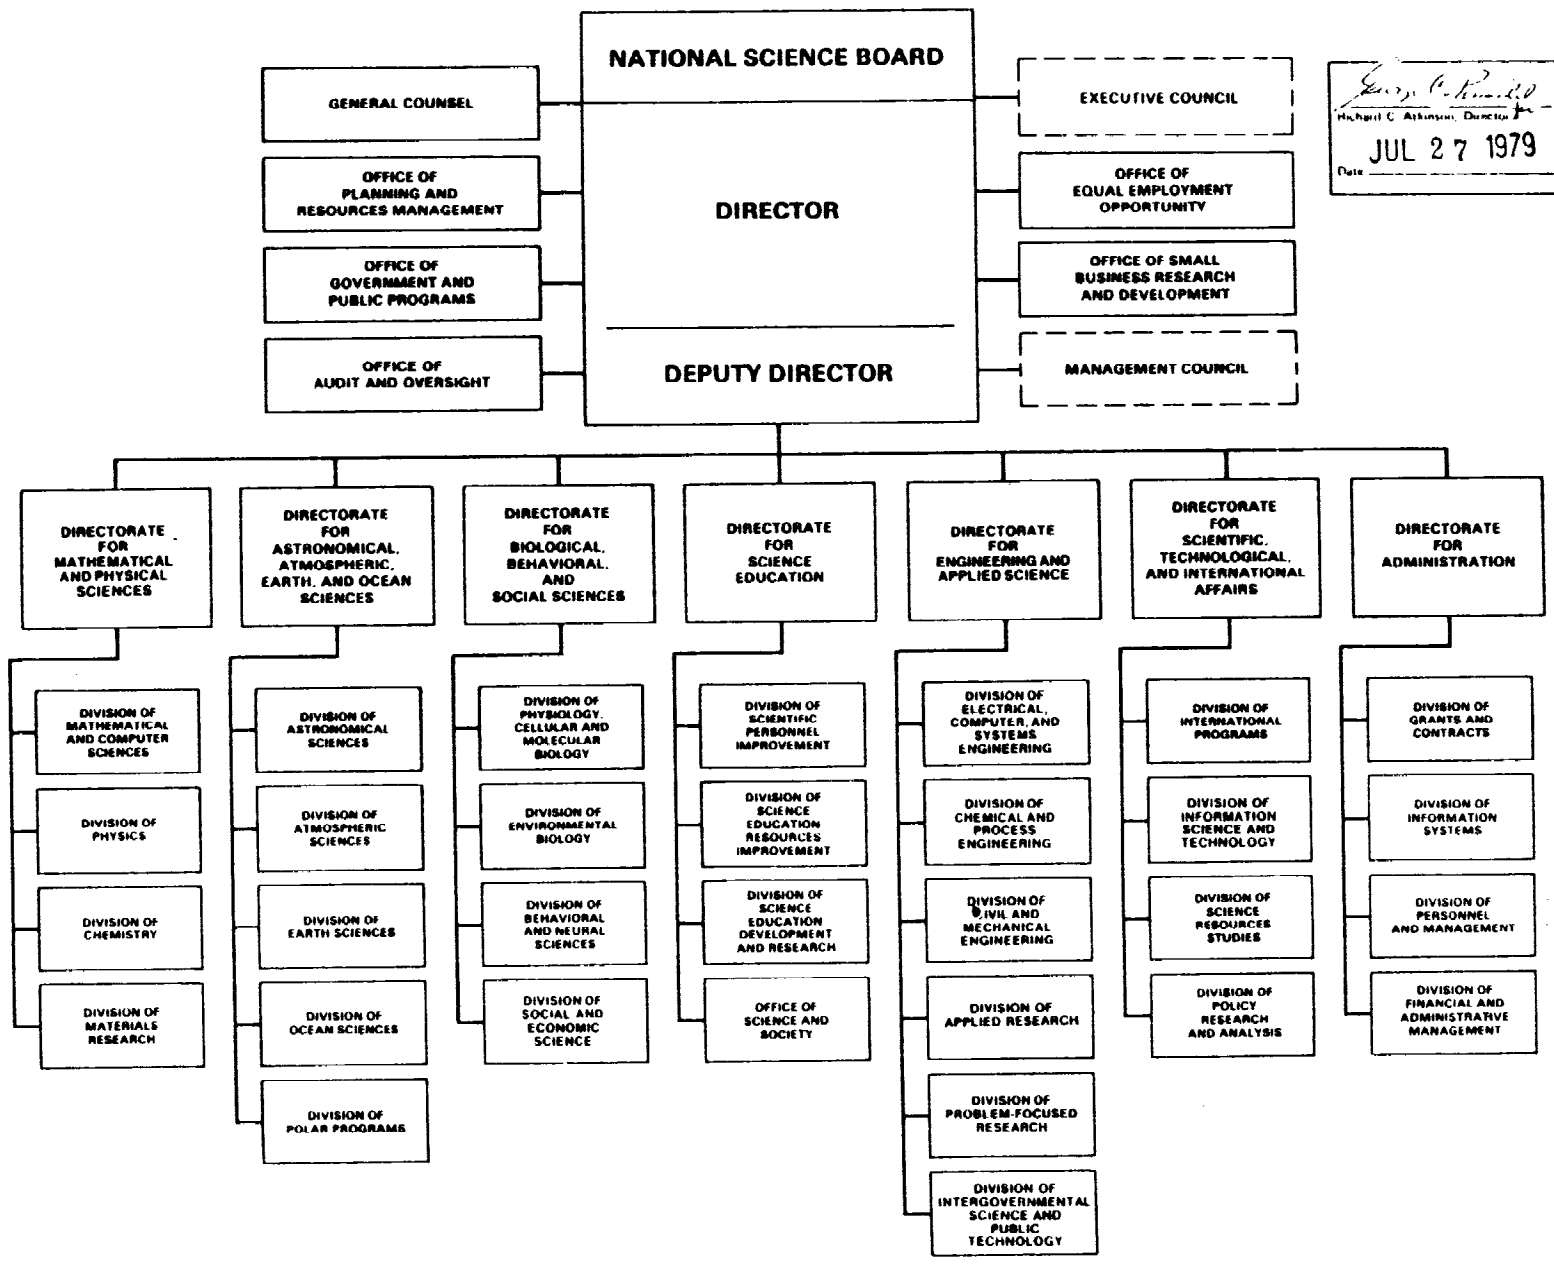 NATIONAL SCIENCE BOARD
DIRECTOR
DEPUTY DIRECTOR
GENERAL COUNSEL
OFFICE OF
PLANNING AND
RESOURCES MANAGEMENT
OFFICE OF
GOVERNMENT AND
PUBLIC PROGRAMS
OFFICE OF
AUDIT AND OVERSIGHT
EXECUTIVE COUNCIL
OFFICE OF
EQUAL EMPLOYMENT
OPPORTUNITY
OFFICE OF SMALL
BUSINESS RESEARCH
AND DEVELOPMENT
MANAGEMENT COUNCIL
Richard C. Atkinson, Director
JUL 27 1979
Date
DIRECTORATE
FOR
MATHEMATICAL
AND PHYSICAL
SCIENCES
DIVISION OF
MATHEMATICAL
AND COMPUTER
SCIENCES
DIVISION OF
PHYSICS
DIVISION OF
CHEMISTRY
DIVISION OF
MATERIALS
RESEARCH
DIRECTORATE
FOR
ASTRONOMICAL,
ATMOSPHERIC,
EARTH, AND OCEAN
SCIENCES
DIVISION OF
ASTRONOMICAL
SCIENCES
DIVISION OF
ATMOSPHERIC
SCIENCES
DIVISION OF
EARTH SCIENCES
DIVISION OF
OCEAN SCIENCES
DIVISION OF
POLAR PROGRAMS
DIRECTORATE
FOR
BIOLOGICAL,
BEHAVIORAL,
AND
SOCIAL SCIENCES
DIVISION OF
PHYSIOLOGY,
CELLULAR AND
MOLECULAR
BIOLOGY
DIVISION OF
ENVIRONMENTAL
BIOLOGY
DIVISION OF
BEHAVIORAL
AND NEURAL
SCIENCES
DIVISION OF
SOCIAL AND
ECONOMIC
SCIENCE
DIRECTORATE
FOR
SCIENCE
EDUCATION
DIVISION OF
SCIENTIFIC
PERSONNEL
IMPROVEMENT
DIVISION OF
SCIENCE
EDUCATION
RESOURCES
IMPROVEMENT
DIVISION OF
SCIENCE
EDUCATION
DEVELOPMENT
AND RESEARCH
OFFICE OF
SCIENCE AND
SOCIETY
DIRECTORATE
FOR
ENGINEERING AND
APPLIED SCIENCE
DIVISION OF
ELECTRICAL,
COMPUTER, AND
SYSTEMS
ENGINEERING
DIVISION OF
CHEMICAL AND
PROCESS
ENGINEERING
DIVISION OF
CIVIL AND
MECHANICAL
ENGINEERING
DIVISION OF
APPLIED RESEARCH
DIVISION OF
PROBLEM-FOCUSED
RESEARCH
DIVISION OF
INTERGOVERNMENTAL
SCIENCE AND
PUBLIC
TECHNOLOGY
DIRECTORATE
FOR
SCIENTIFIC,
TECHNOLOGICAL,
AND INTERNATIONAL
AFFAIRS
DIVISION OF
INTERNATIONAL
PROGRAMS
DIVISION OF
INFORMATION
SCIENCE AND
TECHNOLOGY
DIVISION OF
SCIENCE
RESOURCES
STUDIES
DIVISION OF
POLICY
RESEARCH
AND ANALYSIS
DIRECTORATE
FOR
ADMINISTRATION
DIVISION OF
GRANTS AND
CONTRACTS
DIVISION OF
INFORMATION
SYSTEMS
DIVISION OF
PERSONNEL
AND MANAGEMENT
DIVISION OF
FINANCIAL AND
ADMINISTRATIVE
MANAGEMENT